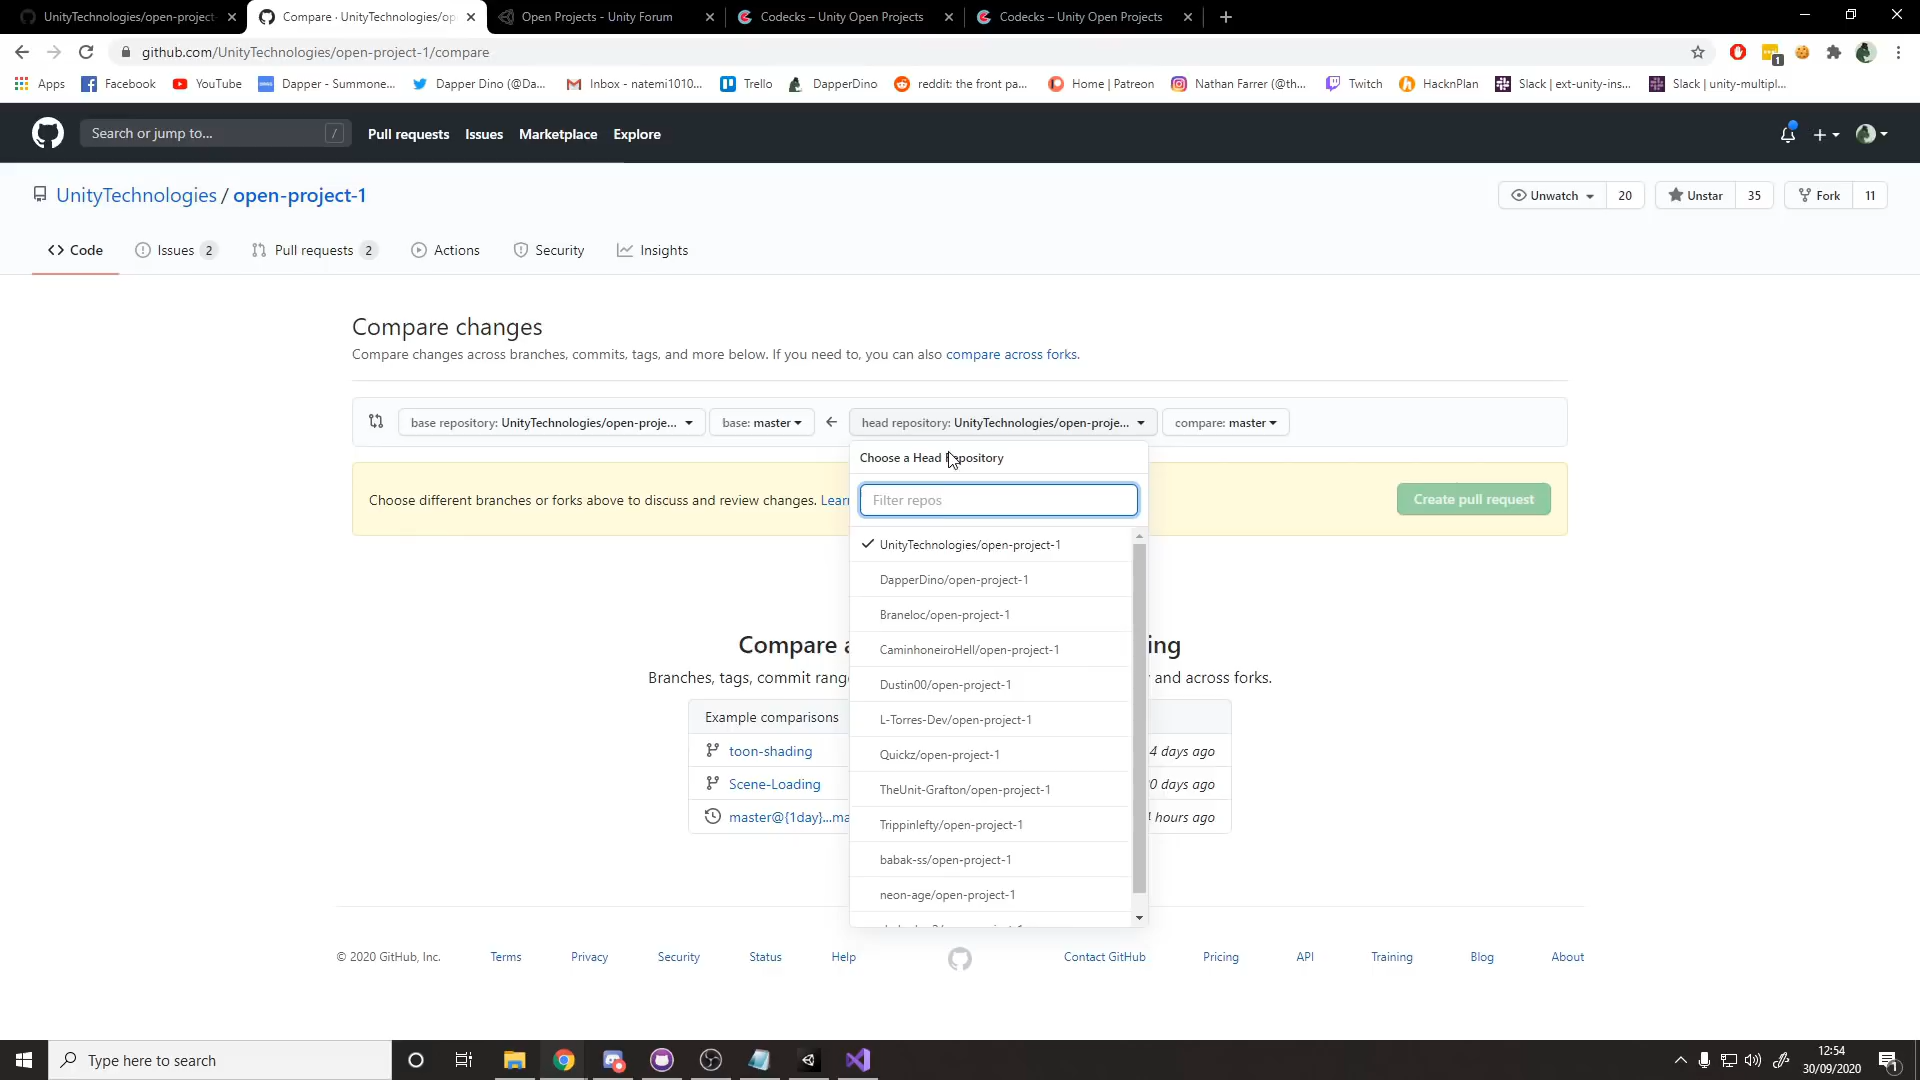 UnityTechnologies/open-project
Compare · UnityTechnologies/op
Open Projects - Unity Forum
Codecks – Unity Open Projects
Codecks – Unity Open Projects
github.com/UnityTechnologies/open-project-1/compare
1
Apps
Facebook
YouTube
Dapper - Summone...
Dapper Dino (@Da...
Inbox - natemi1010...
Trello
DapperDino
reddit: the front pa...
Home | Patreon
Nathan Farrer (@th...
Twitch
HacknPlan
Slack | ext-unity-ins...
Slack | unity-multipl...
Search or jump to...
/
Pull requests
Issues
Marketplace
Explore
UnityTechnologies / open-project-1
Unwatch 20
Unstar 35
Fork 11
Code
Issues 2
Pull requests 2
Actions
Security
Insights
Compare changes
Compare changes across branches, commits, tags, and more below. If you need to, you can also compare across forks.
base repository: UnityTechnologies/open-proje...
base: master
head repository: UnityTechnologies/open-proje...
compare: master
Choose a Head Repository
Filter repos
Choose different branches or forks above to discuss and review changes. Learn
Create pull request
UnityTechnologies/open-project-1
DapperDino/open-project-1
Braneloc/open-project-1
CaminhoneiroHell/open-project-1
Dustin00/open-project-1
L-Torres-Dev/open-project-1
Quickz/open-project-1
TheUnit-Grafton/open-project-1
Trippinlefty/open-project-1
babak-ss/open-project-1
neon-age/open-project-1
Compare a
ing
Branches, tags, commit rang
and across forks.
Example comparisons
toon-shading
4 days ago
Scene-Loading
0 days ago
master@{1day}...ma
hours ago
© 2020 GitHub, Inc.
Terms
Privacy
Security
Status
Help
Contact GitHub
Pricing
API
Training
Blog
About
Type here to search
12:54
30/09/2020
1